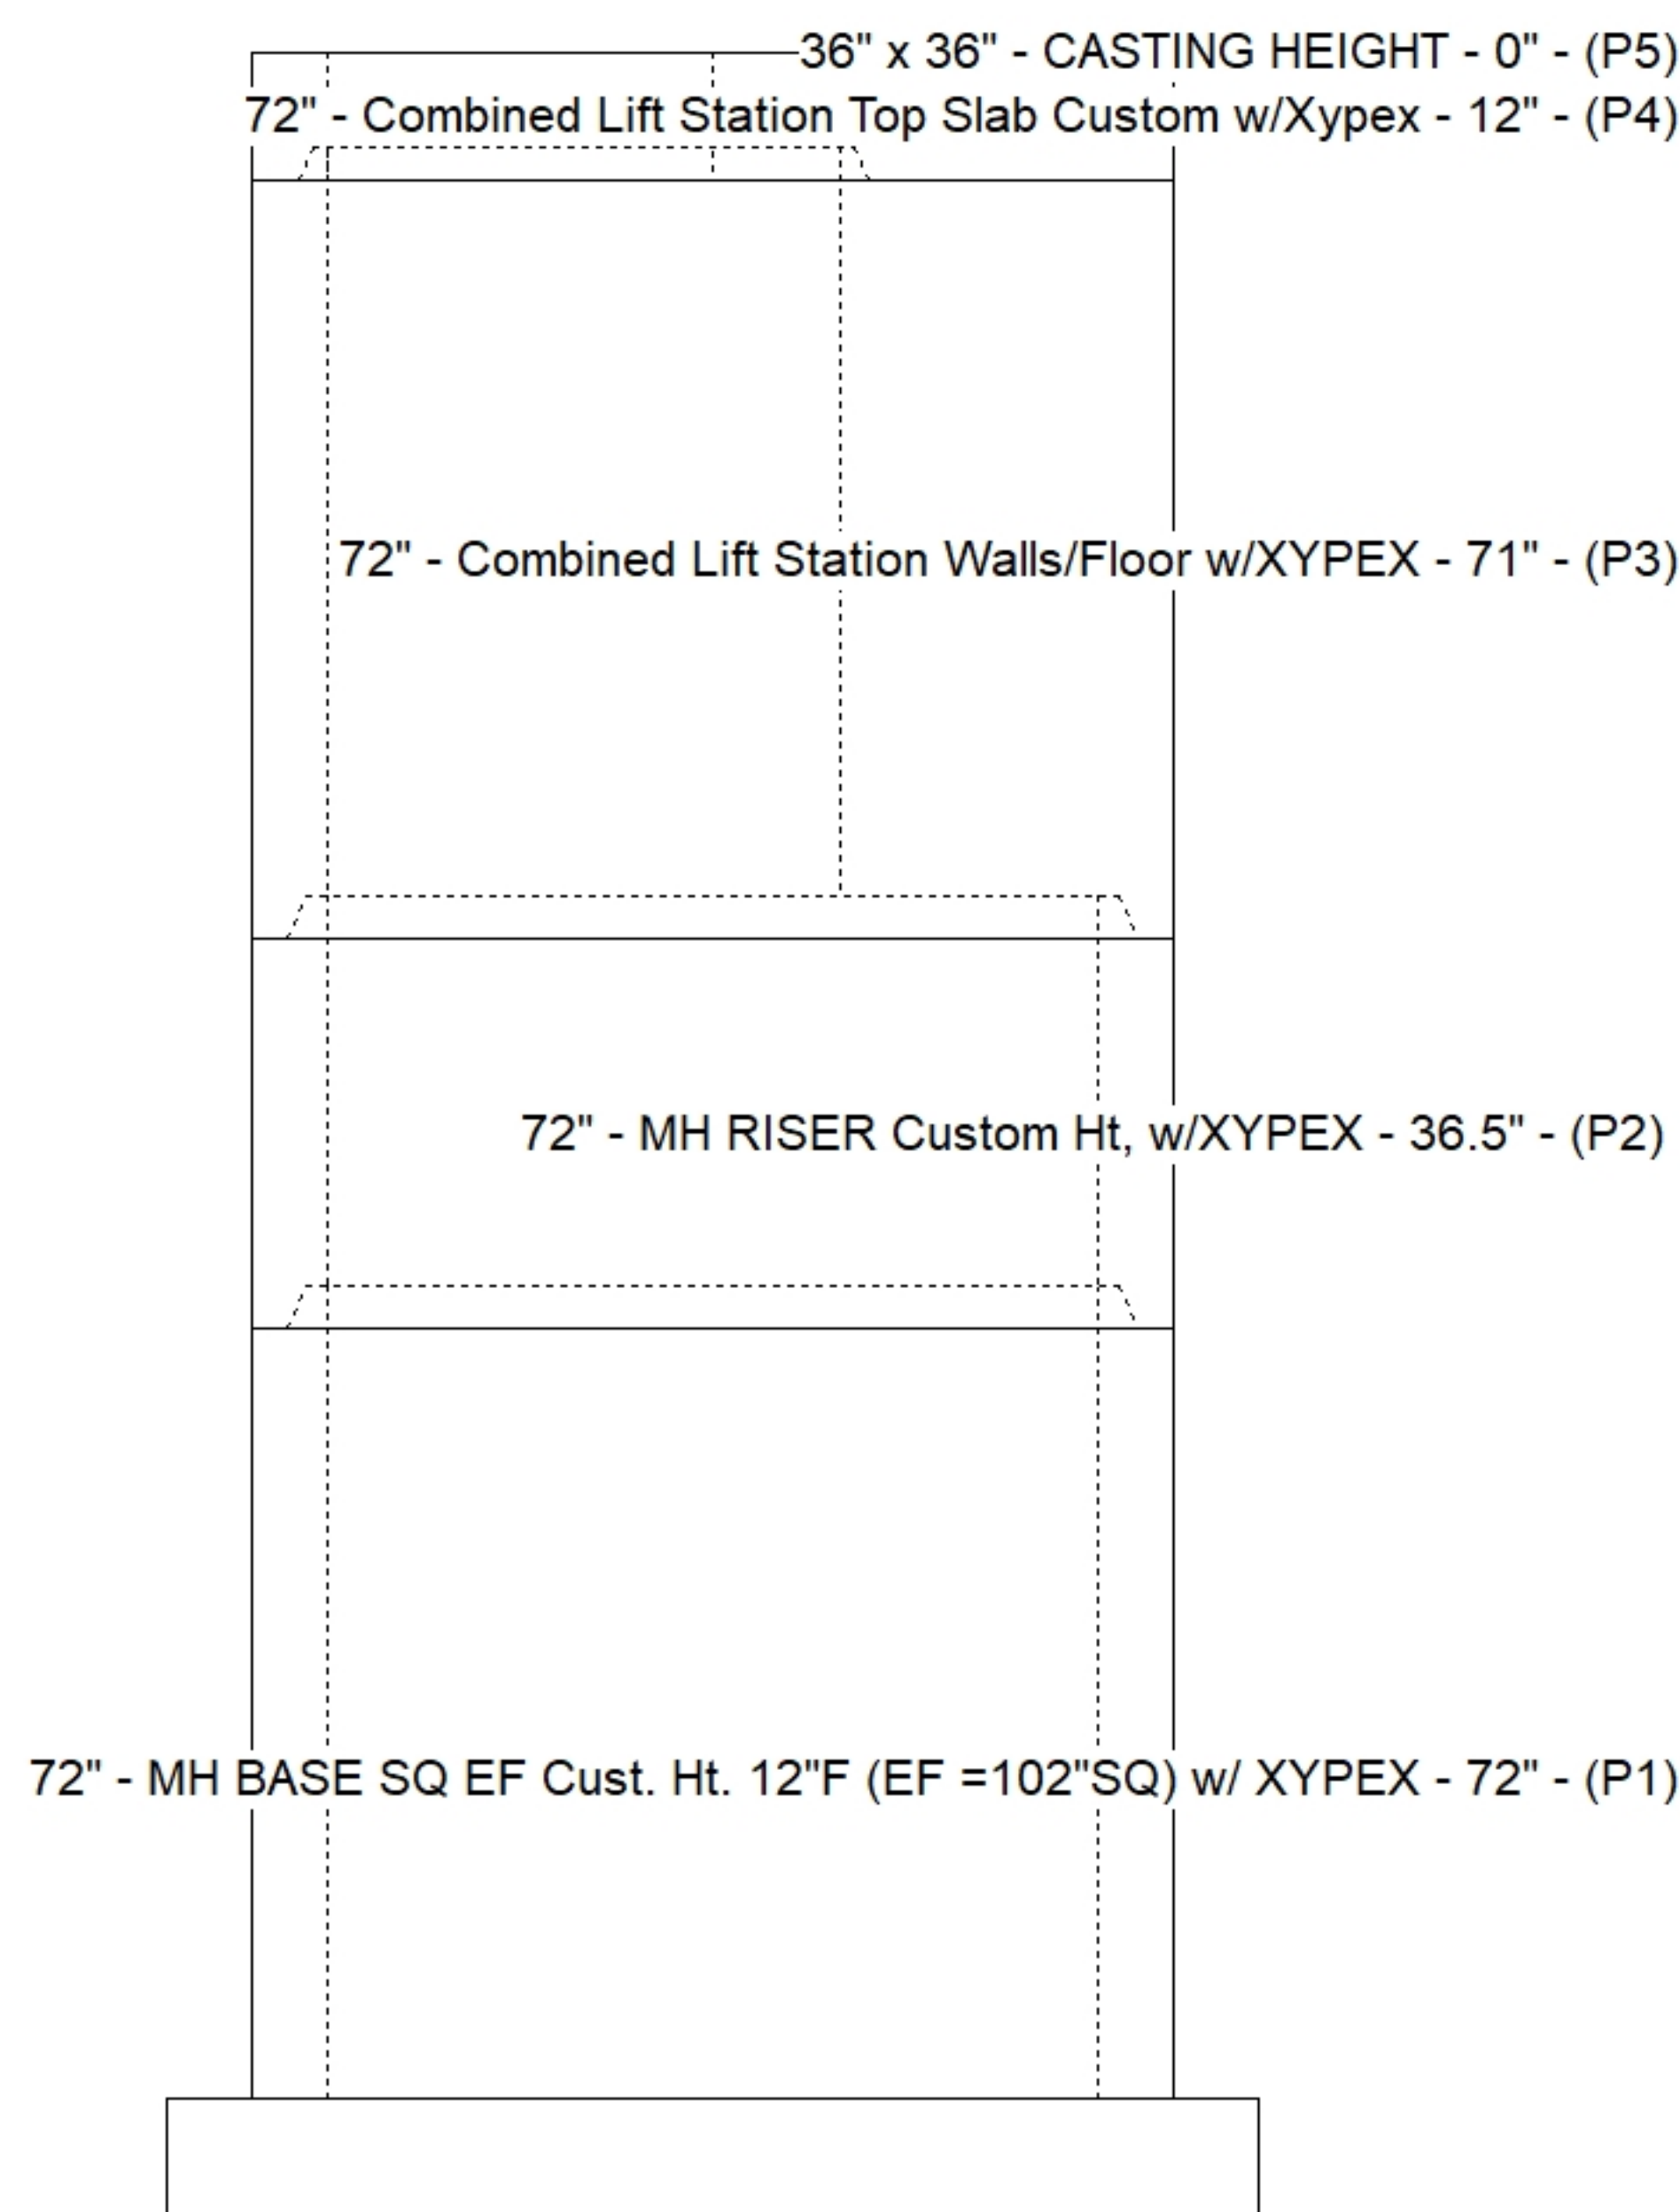 36" x 36" - CASTING HEIGHT - 0" - (P5)
72" - Combined Lift Station Top Slab Custom w/Xypex - 12" - (P4)
72" - Combined Lift Station Walls/Floor w/XYPEX - 71" - (P3)
72" - MH RISER Custom Ht, w/XYPEX - 36.5" - (P2)
72" - MH BASE SQ EF Cust. Ht. 12"F (EF =102"SQ) w/ XYPEX - 72" - (P1)